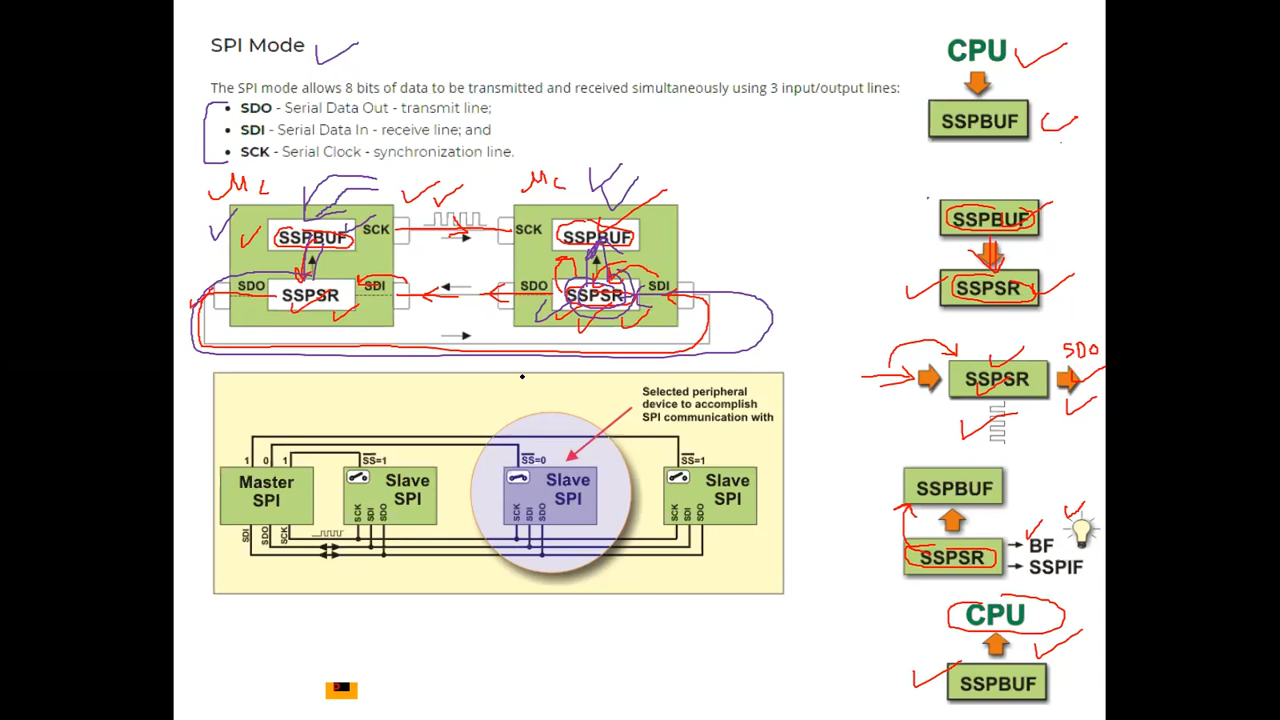 SPI Mode
The SPI mode allows 8 bits of data to be transmitted and received simultaneously using 3 input/output lines:
• SDO - Serial Data Out - transmit line;
• SDI - Serial Data In - receive line; and
• SCK - Serial Clock - synchronization line.
MC
MC
SSPBUF
SCK
SCK
SSPBUF
SDO
SSPSR
SDI
SDO
SSPSR
SDI
Selected peripheral
device to accomplish
SPI communication with
1 0 1
SS=1
SS=0
SS=1
Master
SPI
Slave
SPI
Slave
SPI
Slave
SPI
SDI
SDO
SCK
SCK
SDI
SDO
SCK
SDI
SDO
SCK
SDI
SDO
CPU
SSPBUF
SSPBUF
SSPSR
SDO
SSPSR
SSPBUF
SSPSR
BF
SSPIF
CPU
SSPBUF